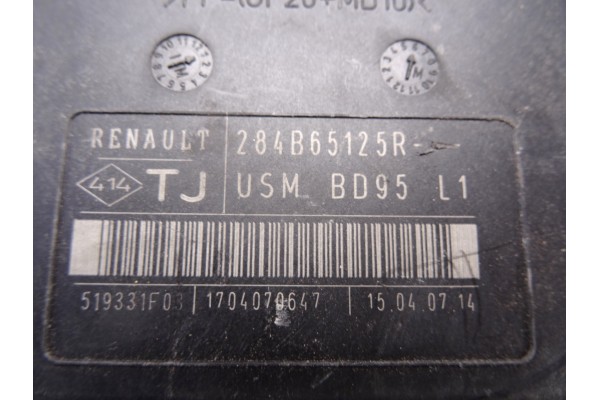 RENAULT 284B65125R-
414 TJ USM BD95 L1
519331F03 1704070647 15.04.07.14